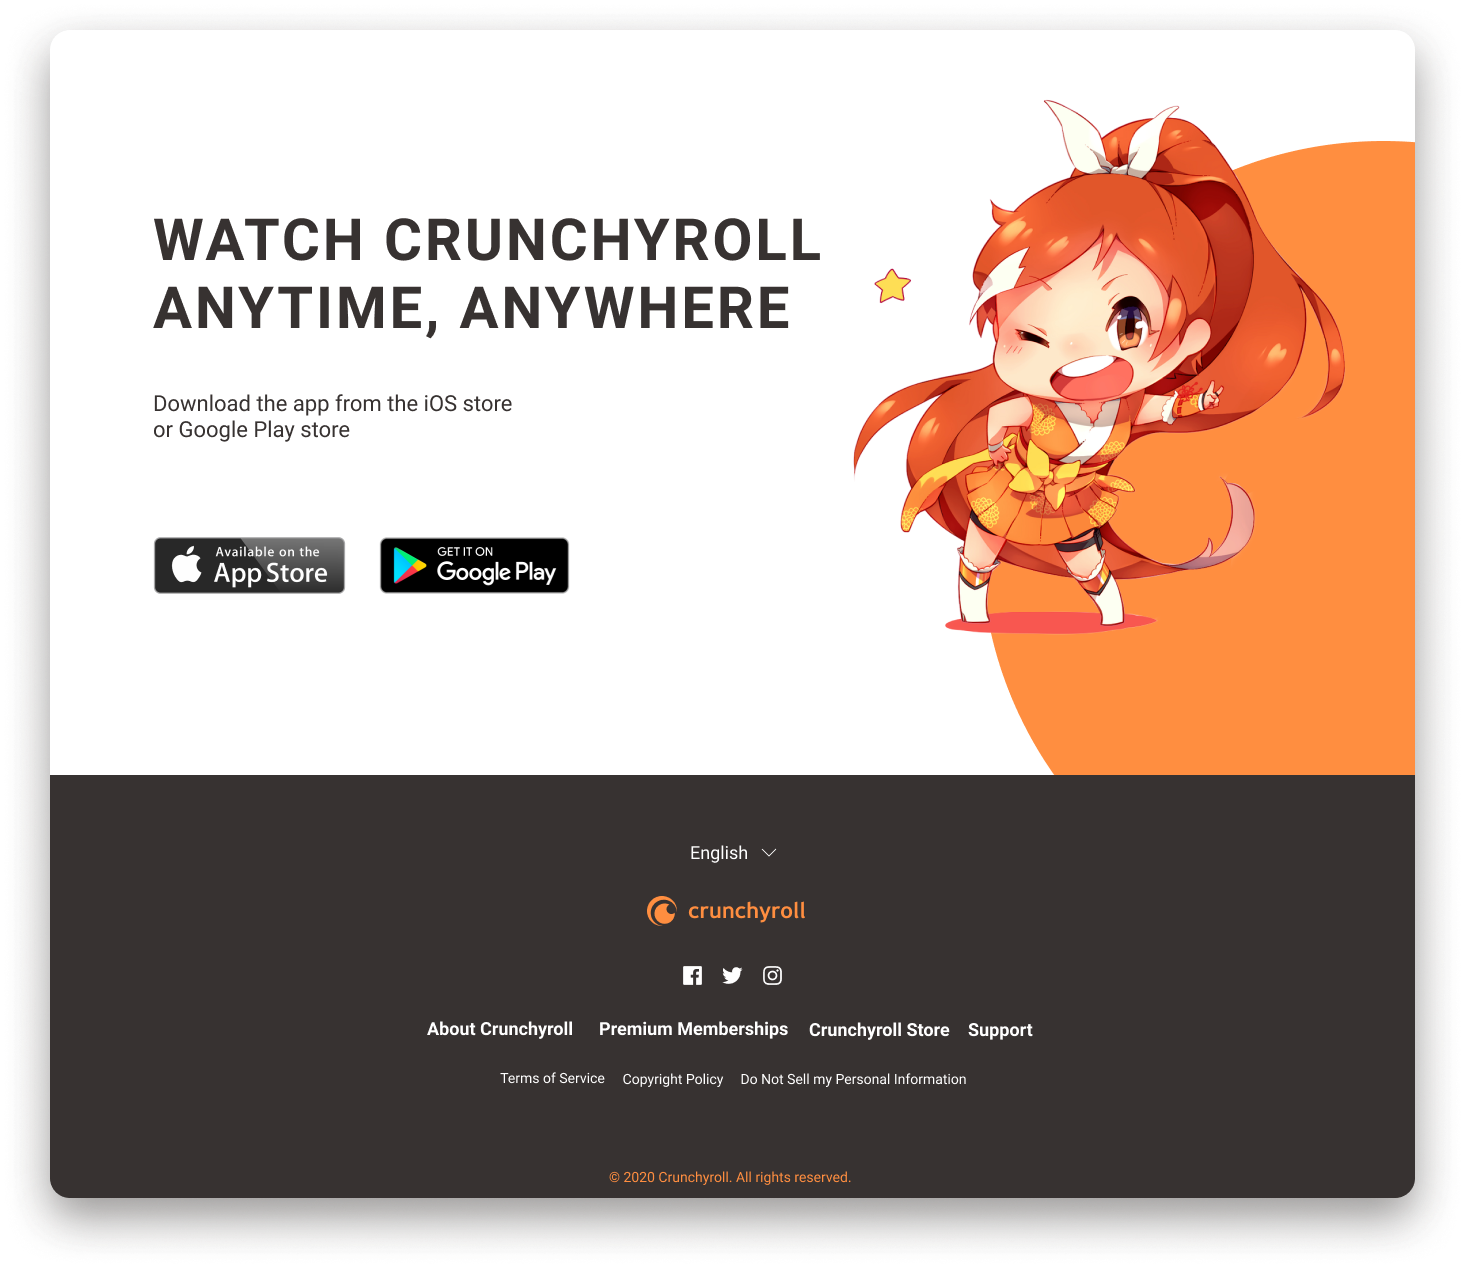 WATCH CRUNCHYROLL
ANYTIME, ANYWHERE
Download the app from the iOS store
or Google Play store
Available on the
App Store
GET IT ON
Google Play
English
crunchyroll
About Crunchyroll Premium Memberships Crunchyroll Store Support
Terms of Service Copyright Policy Do Not Sell my Personal Information
© 2020 Crunchyroll. All rights reserved.